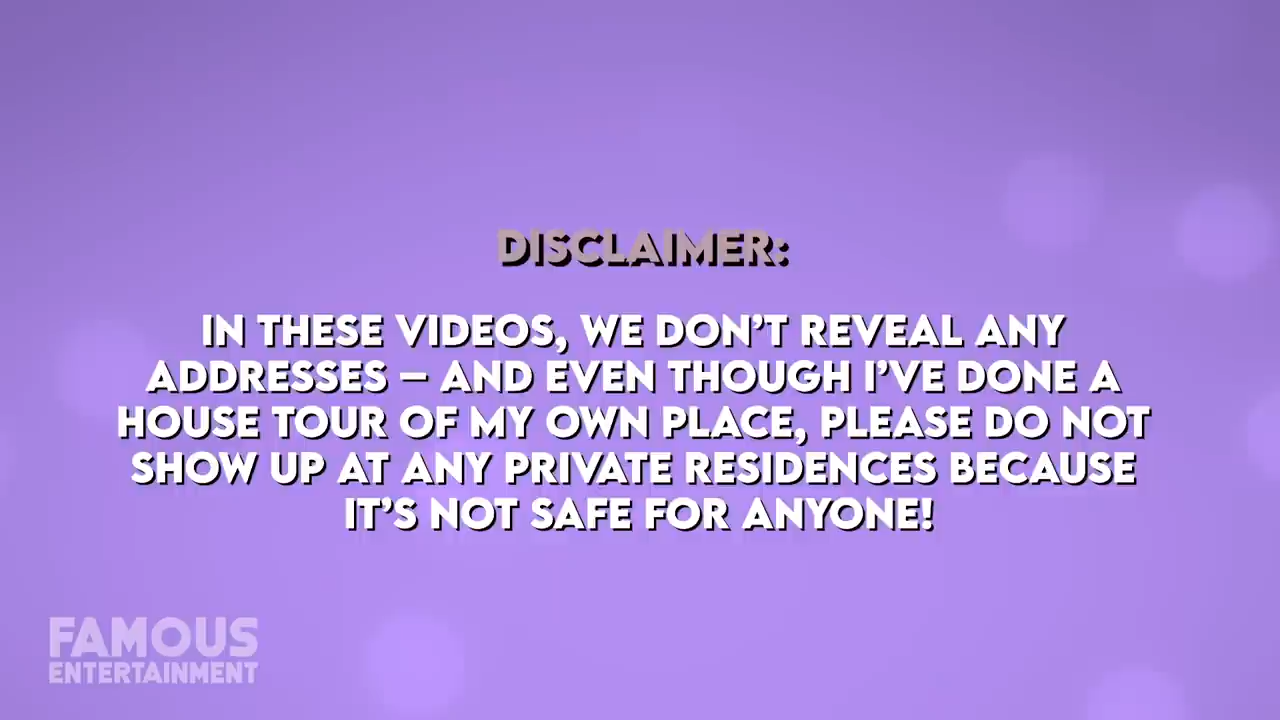 DISCLAIMER:
IN THESE VIDEOS, WE DON’T REVEAL ANY
ADDRESSES – AND EVEN THOUGH I’VE DONE A
HOUSE TOUR OF MY OWN PLACE, PLEASE DO NOT
SHOW UP AT ANY PRIVATE RESIDENCES BECAUSE
IT’S NOT SAFE FOR ANYONE!
FAMOUS
ENTERTAINMENT